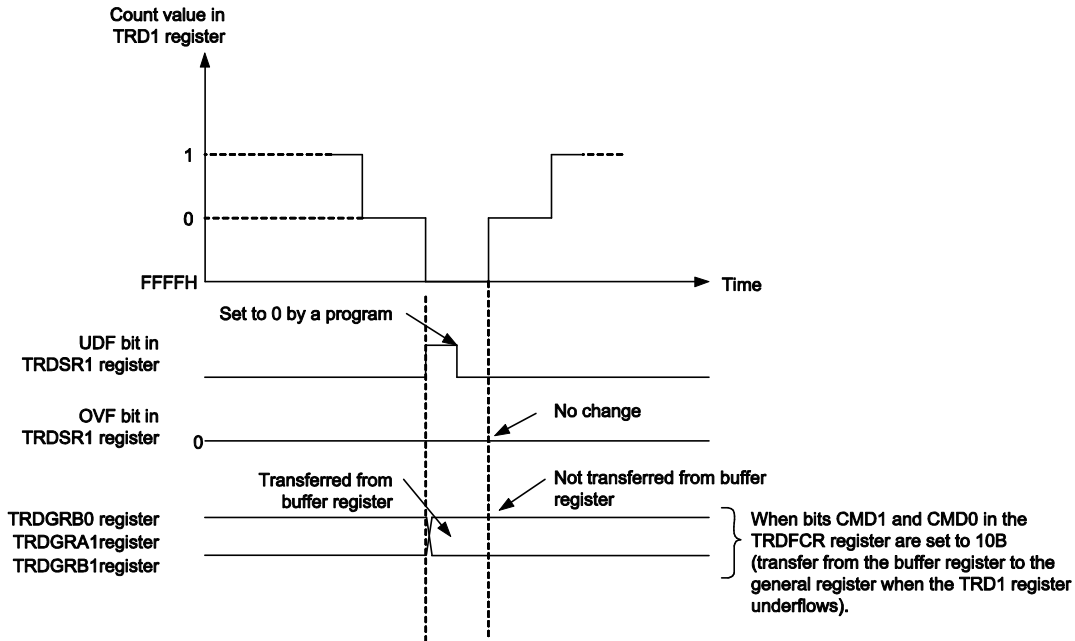 Count value in
TRD1 register
1
0
FFFFH
Time
Set to 0 by a program
UDF bit in
TRDSR1 register
OVF bit in
TRDSR1 register
0
No change
Transferred from
buffer register
Not transferred from buffer
register
TRDGRB0 register
TRDGRA1register
TRDGRB1register
When bits CMD1 and CMD0 in the
TRDFCR register are set to 10B
(transfer from the buffer register to the
general register when the TRD1 register
underflows).